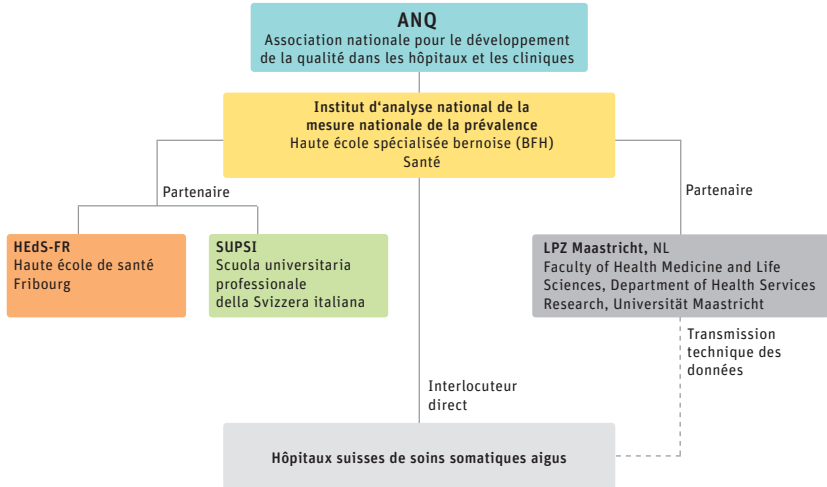 ANQ
Association nationale pour le développement
de la qualité dans les hôpitaux et les cliniques
Institut d‘analyse national de la
mesure nationale de la prévalence
Haute école spécialisée bernoise (BFH)
Santé
Partenaire
Partenaire
HEdS-FR
Haute école de santé
Fribourg
SUPSI
Scuola universitaria
professionale
della Svizzera italiana
LPZ Maastricht, NL
Faculty of Health Medicine and Life
Sciences, Department of Health Services
Research, Universität Maastricht
Transmission
technique des
données
Interlocuteur
direct
Hôpitaux suisses de soins somatiques aigus